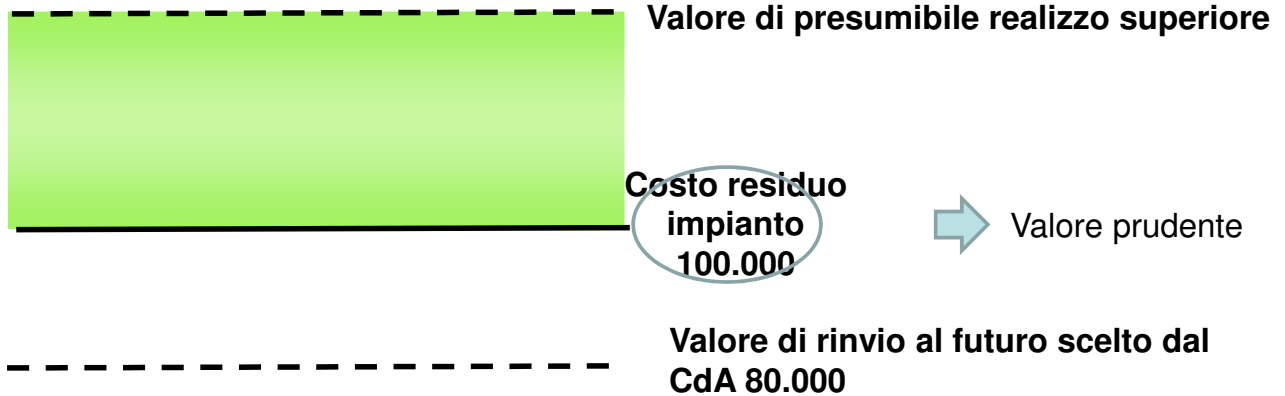 Valore di presumibile realizzo superiore
Costo residuo
impianto
100.000
Valore prudente
Valore di rinvio al futuro scelto dal
CdA 80.000